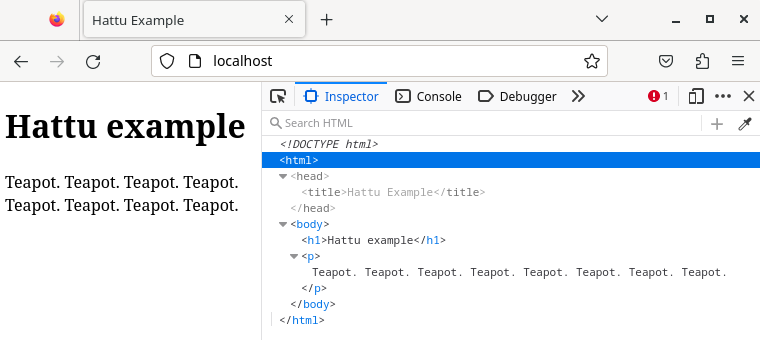 Hattu Example
localhost
Hattu example
Teapot. Teapot. Teapot. Teapot.
Teapot. Teapot. Teapot. Teapot.
Inspector Console Debugger 1
Search HTML
<!DOCTYPE html>
<html>
<head>
<title>Hattu Example</title>
</head>
<body>
<h1>Hattu example</h1>
<p>
Teapot. Teapot. Teapot. Teapot. Teapot. Teapot. Teapot. Teapot.
</p>
</body>
</html>